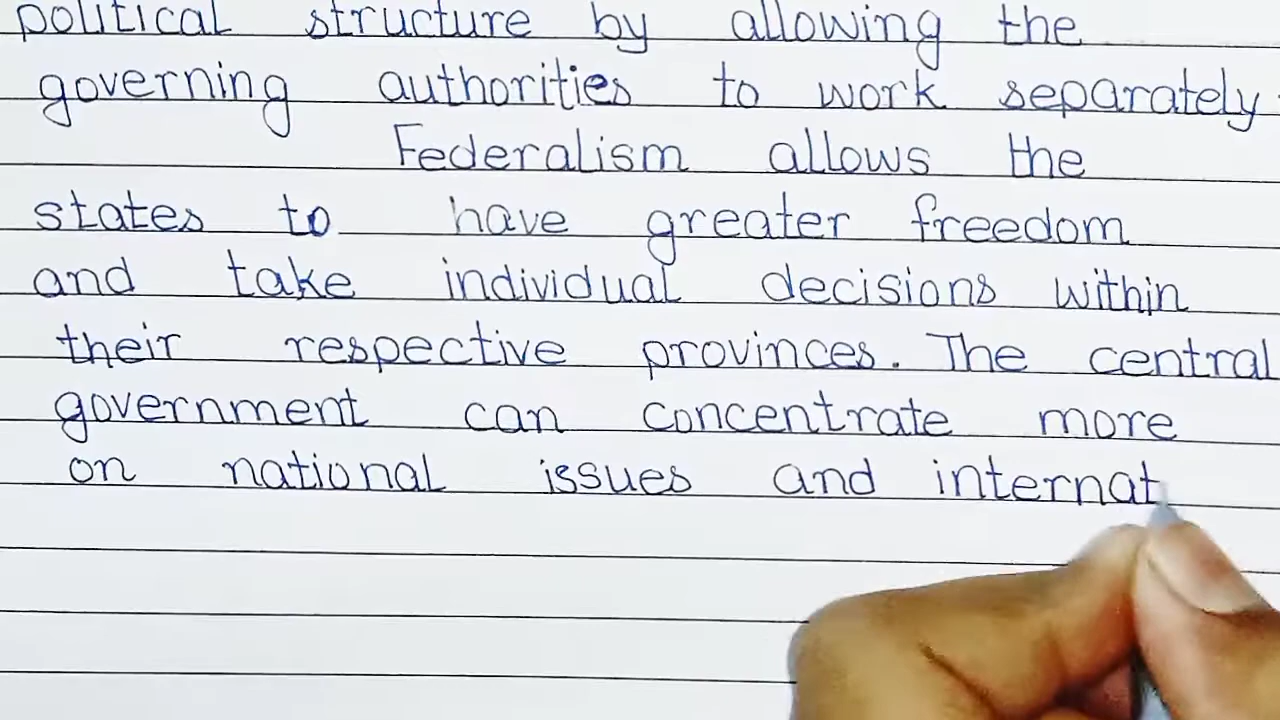 political structure by allowing the
governing authorities to work separately.
Federalism allows the
states to have greater freedom
and take individual decisions within
their respective provinces. The central
government can concentrate more
on national issues and internat